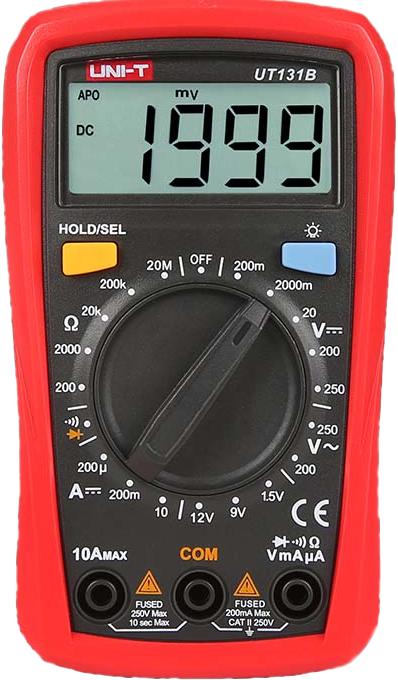 UNI-T UT131B
APO mV
DC 1999
HOLD/SEL
OFF
20M 200m
200k 2000m
20k 20
Ω V⎓
2000 200
200 250
250
V~
200μ 200
A⎓ 200m 1.5V
10 12V 9V
CE
10AMAX COM VmAμA
Ω
FUSED
250V Max
10 sec Max
FUSED
200mA Max
CAT II 250V